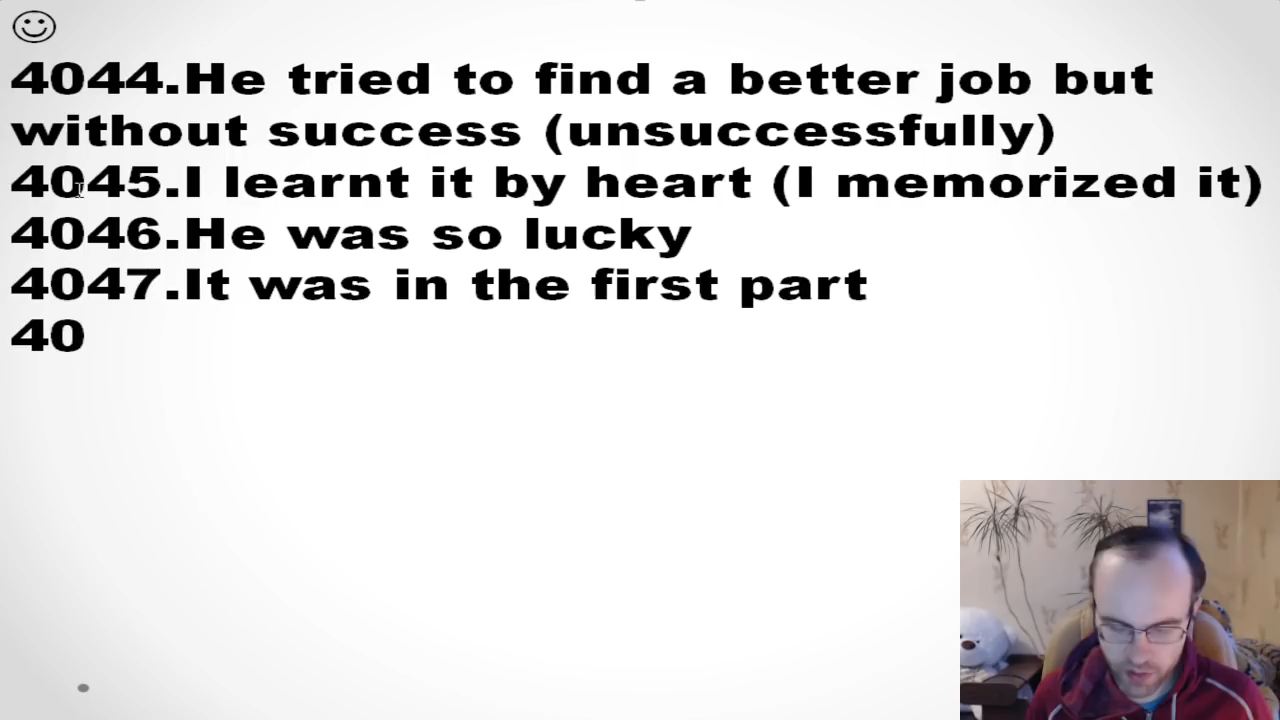 4044.He tried to find a better job but
without success (unsuccessfully)
4045.I learnt it by heart (I memorized it)
4046.He was so lucky
4047.It was in the first part
40